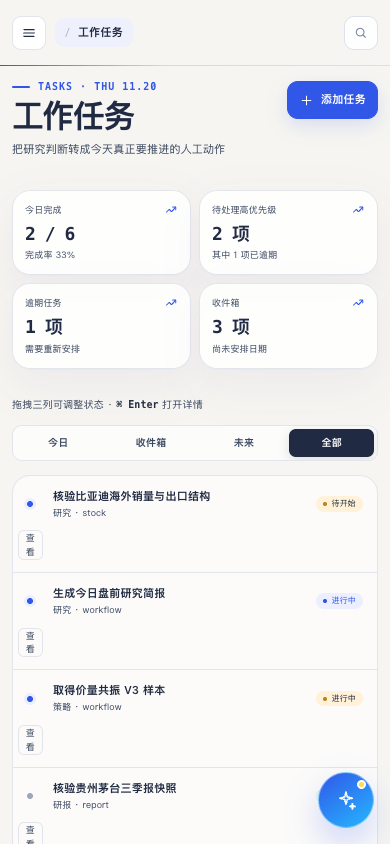 / 工作任务
TASKS · THU 11.20
工作任务
把研究判断转成今天真正要推进的人工动作
添加任务
今日完成
2 / 6
完成率 33%
待处理高优先级
2 项
其中 1 项已逾期
逾期任务
1 项
需要重新安排
收件箱
3 项
尚未安排日期
拖拽三列可调整状态 · ⌘ Enter 打开详情
今日 收件箱 未来 全部
核验比亚迪海外销量与出口结构
研究 · stock
待开始
查
看
生成今日盘前研究简报
研究 · workflow
进行中
查
看
取得价量共振 V3 样本
策略 · workflow
待开始
查
看
核验贵州茅台三季报快照
研报 · report
查
看